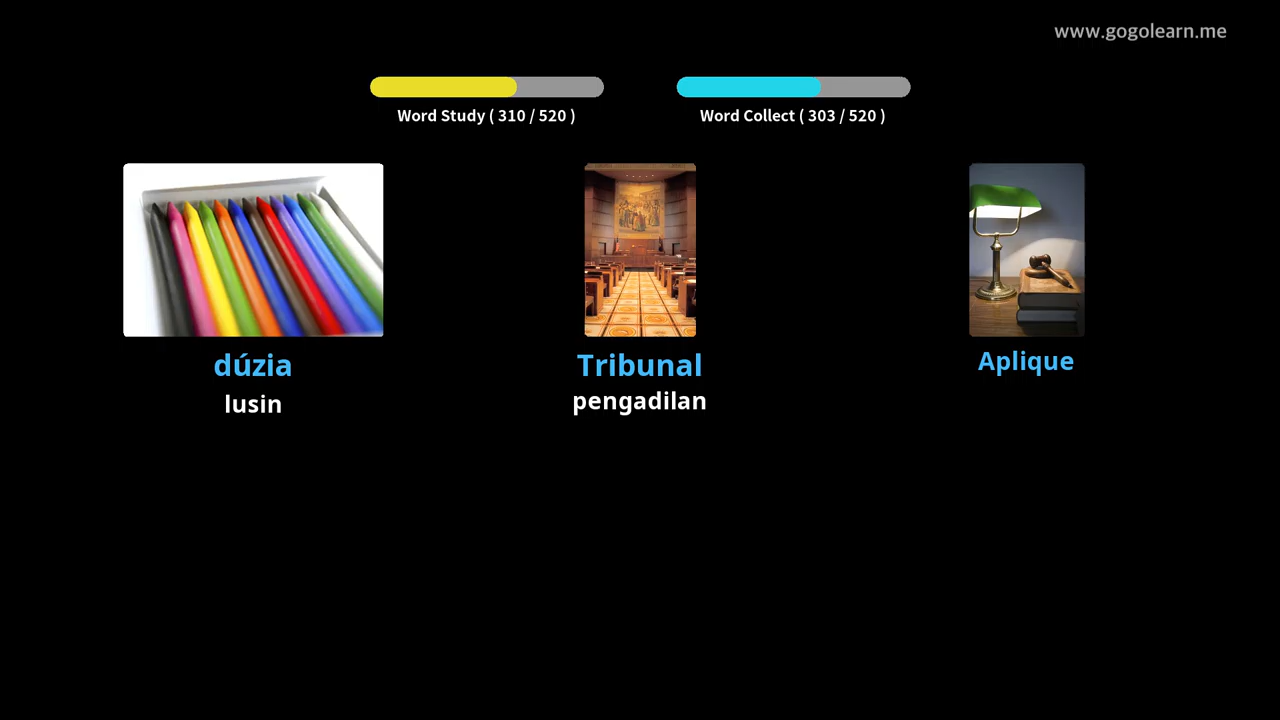 www.gogolearn.me
Word Study ( 310 / 520 )
Word Collect ( 303 / 520 )
dúzia
lusin
Tribunal
pengadilan
Aplique